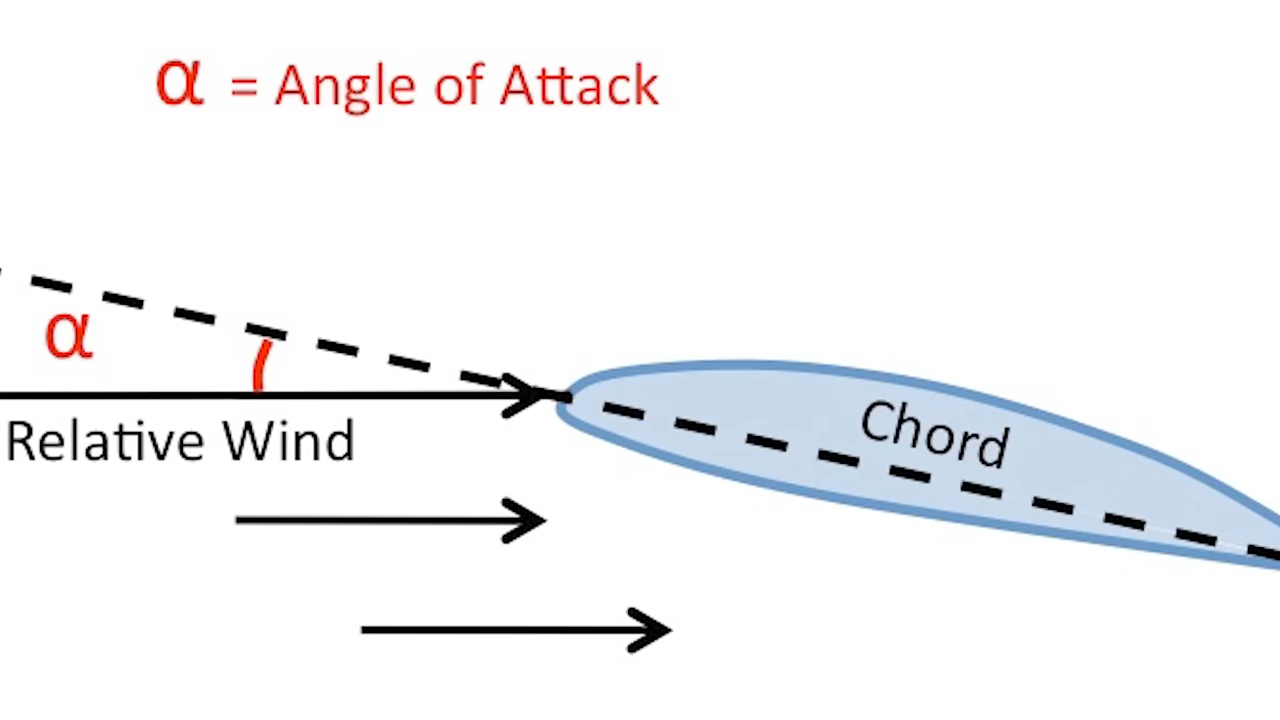 α = Angle of Attack
α
Relative Wind
Chord